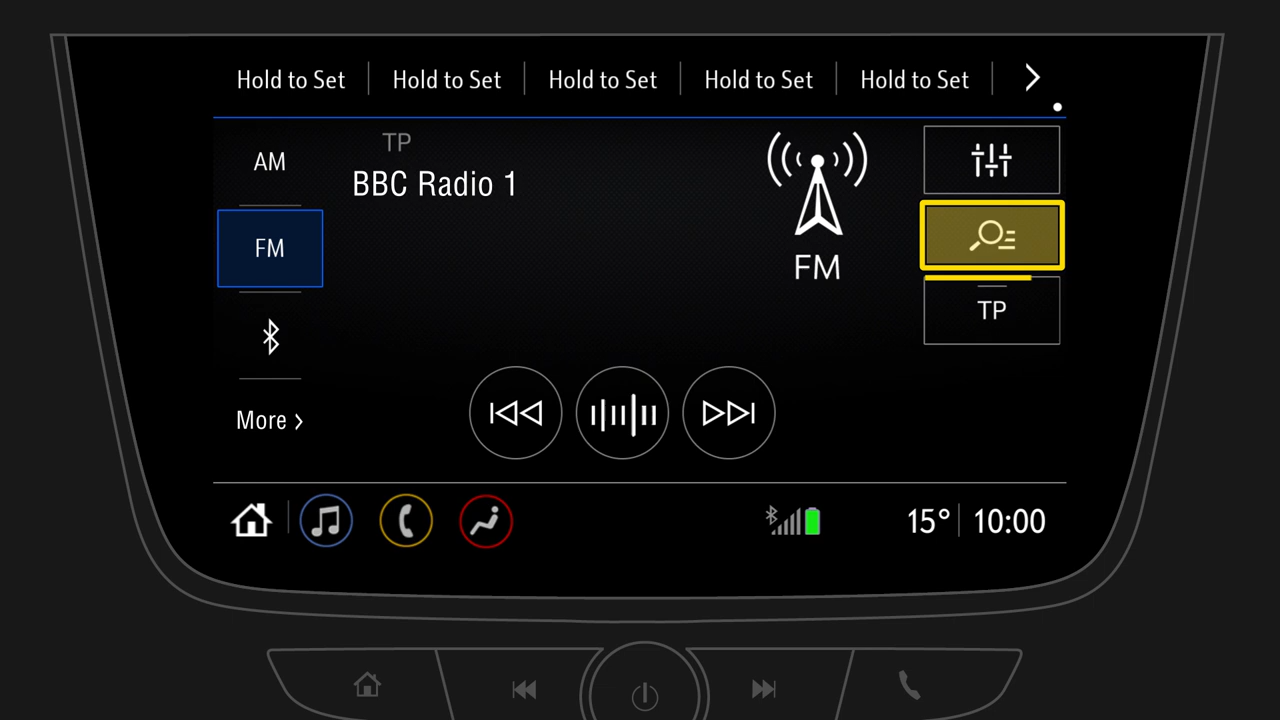 Hold to Set Hold to Set Hold to Set Hold to Set Hold to Set
AM
TP
BBC Radio 1
FM
FM
TP
More
15° 10:00